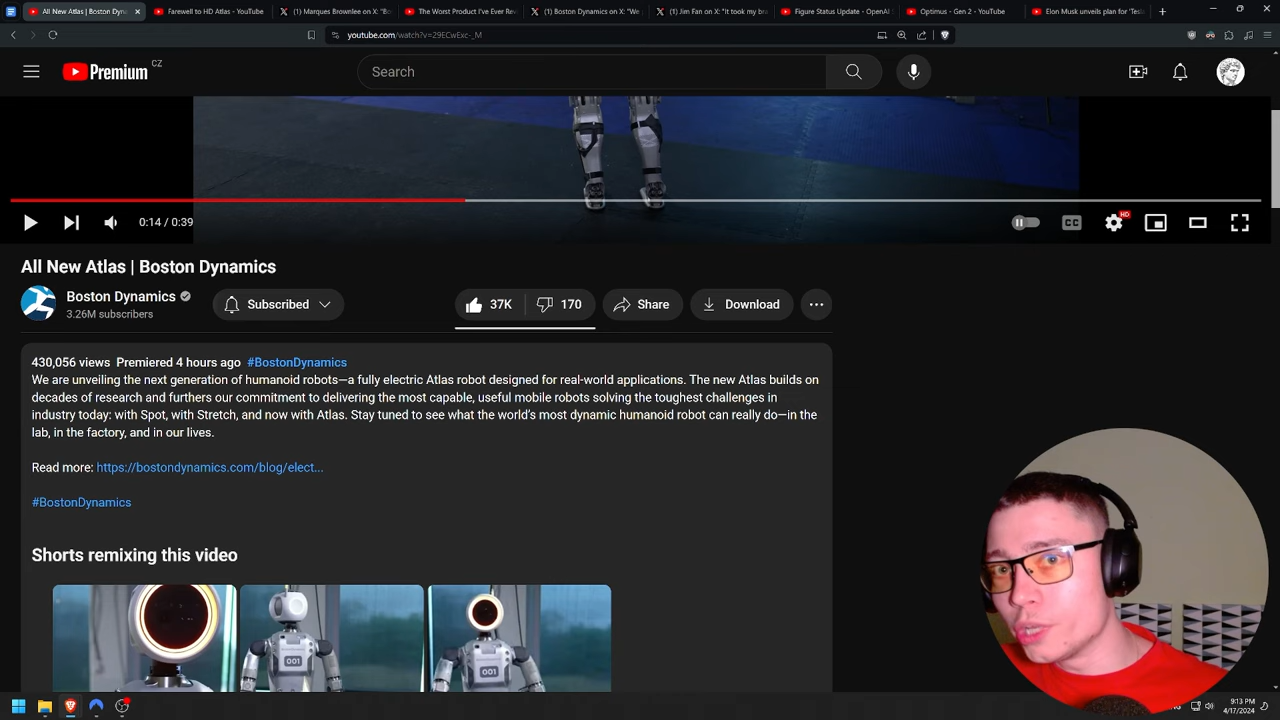 All New Atlas | Boston Dyn
Farewell to HD Atlas - YouTube
Marques Brownlee on X: "Bo
The Worst Product I've Ever Rev
(1) Boston Dynamics on X: "We
(1) Jim Fan on X: "It took my bra
Figure Status Update - OpenAI
Optimus - Gen 2 - YouTube
Elon Musk unveils plan for 'Tesla
youtube.com/watch?v=29ECwExc-_M
Premium CZ
Search
0:14 / 0:39
CC
HD
All New Atlas | Boston Dynamics
Boston Dynamics
3.26M subscribers
Subscribed
37K
170
Share
Download
430,056 views Premiered 4 hours ago #BostonDynamics
We are unveiling the next generation of humanoid robots—a fully electric Atlas robot designed for real-world applications. The new Atlas builds on
decades of research and furthers our commitment to delivering the most capable, useful mobile robots solving the toughest challenges in
industry today: with Spot, with Stretch, and now with Atlas. Stay tuned to see what the world's most dynamic humanoid robot can really do—in the
lab, in the factory, and in our lives.
Read more: https://bostondynamics.com/blog/elect...
#BostonDynamics
Shorts remixing this video
001
001
9:13 PM
4/17/2024